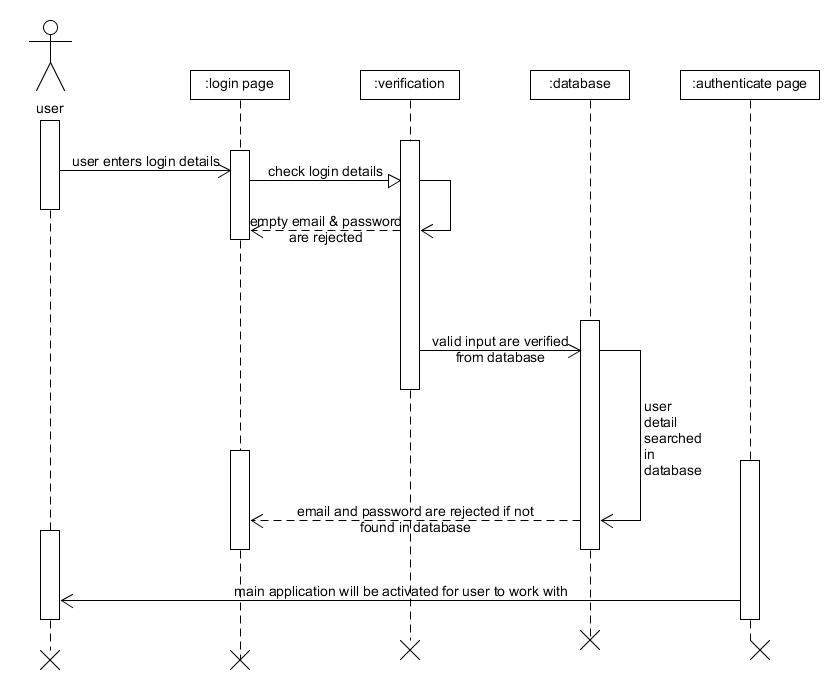 user
:login page
:verification
:database
:authenticate page
user enters login details
check login details
empty email & password
are rejected
valid input are verified
from database
user
detail
searched
in
database
email and password are rejected if not
found in database
main application will be activated for user to work with